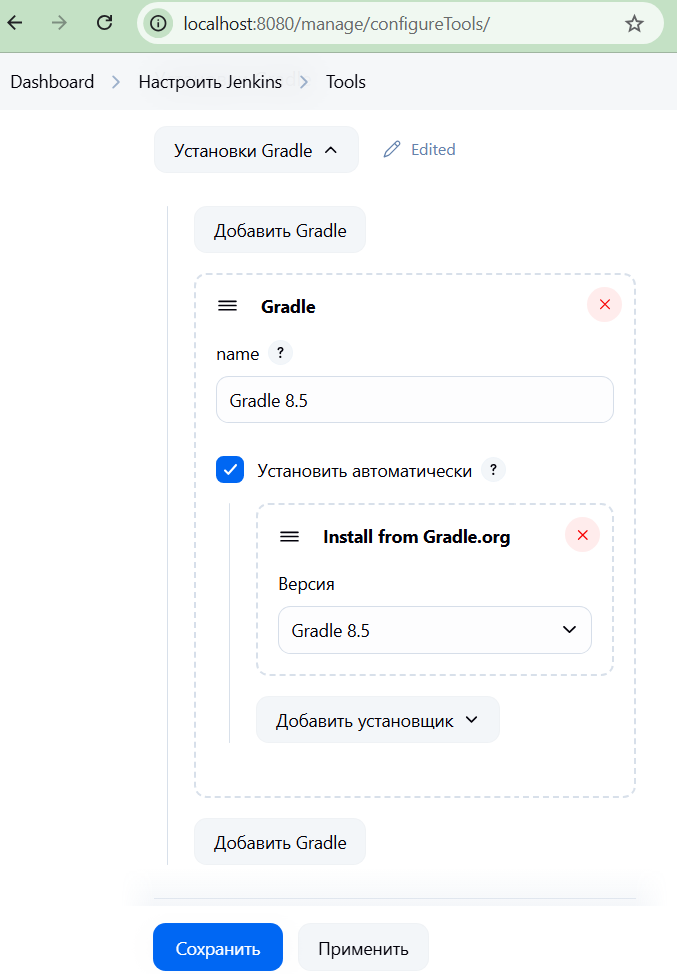 localhost:8080/manage/configureTools/
Dashboard > Настроить Jenkins > Tools
Установки Gradle Edited
Добавить Gradle
Gradle
name ?
Gradle 8.5
Установить автоматически ?
Install from Gradle.org
Версия
Gradle 8.5
Добавить установщик
Добавить Gradle
Сохранить Применить